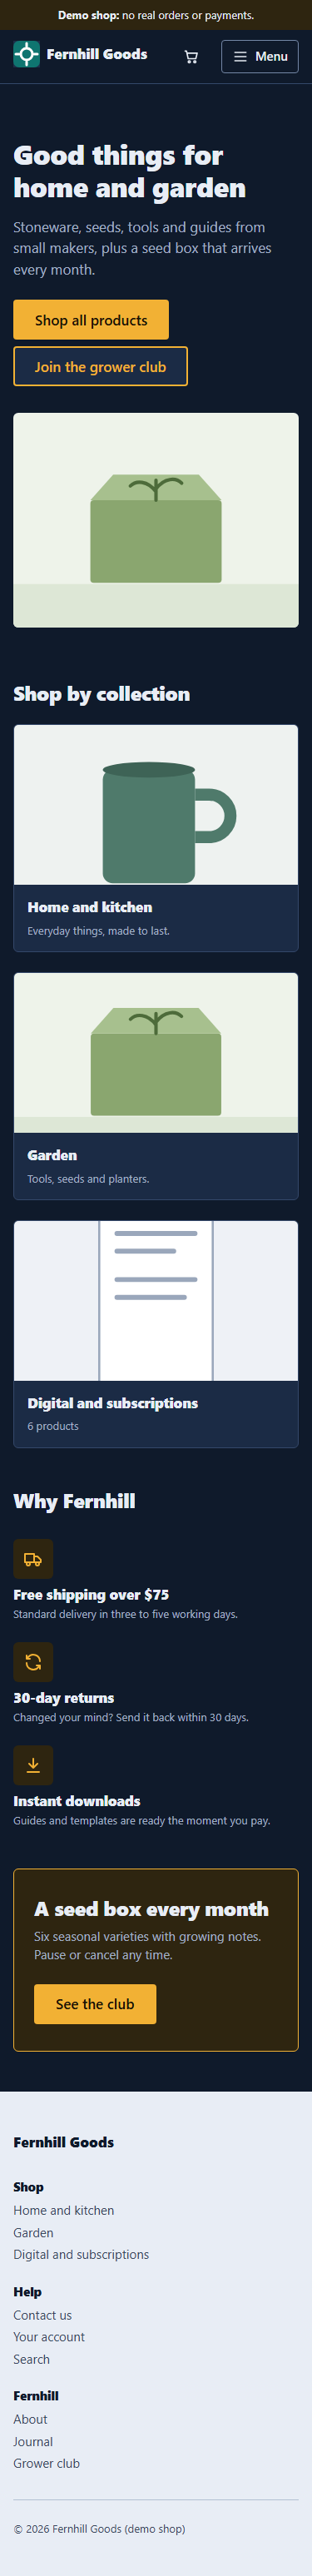 Demo shop: no real orders or payments.
Fernhill Goods
Menu
Good things for
home and garden
Stoneware, seeds, tools and guides from
small makers, plus a seed box that arrives
every month.
Shop all products
Join the grower club
Shop by collection
Home and kitchen
Everyday things, made to last.
Garden
Tools, seeds and planters.
Digital and subscriptions
6 products
Why Fernhill
Free shipping over $75
Standard delivery in three to five working days.
30-day returns
Changed your mind? Send it back within 30 days.
Instant downloads
Guides and templates are ready the moment you pay.
A seed box every month
Six seasonal varieties with growing notes.
Pause or cancel any time.
See the club
Fernhill Goods
Shop
Home and kitchen
Garden
Digital and subscriptions
Help
Contact us
Your account
Search
Fernhill
About
Journal
Grower club
© 2026 Fernhill Goods (demo shop)